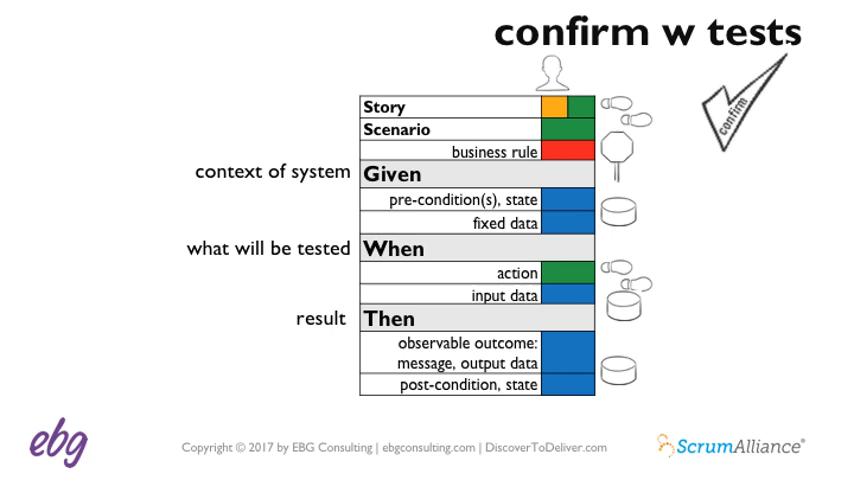 confirm w tests
confirm
Story
Scenario
business rule
context of system
Given
pre-condition(s), state
fixed data
what will be tested
When
action
input data
result
Then
observable outcome:
message, output data
post-condition, state
ebg
Copyright © 2017 by EBG Consulting | ebgconsulting.com | DiscoverToDeliver.com
ScrumAlliance®